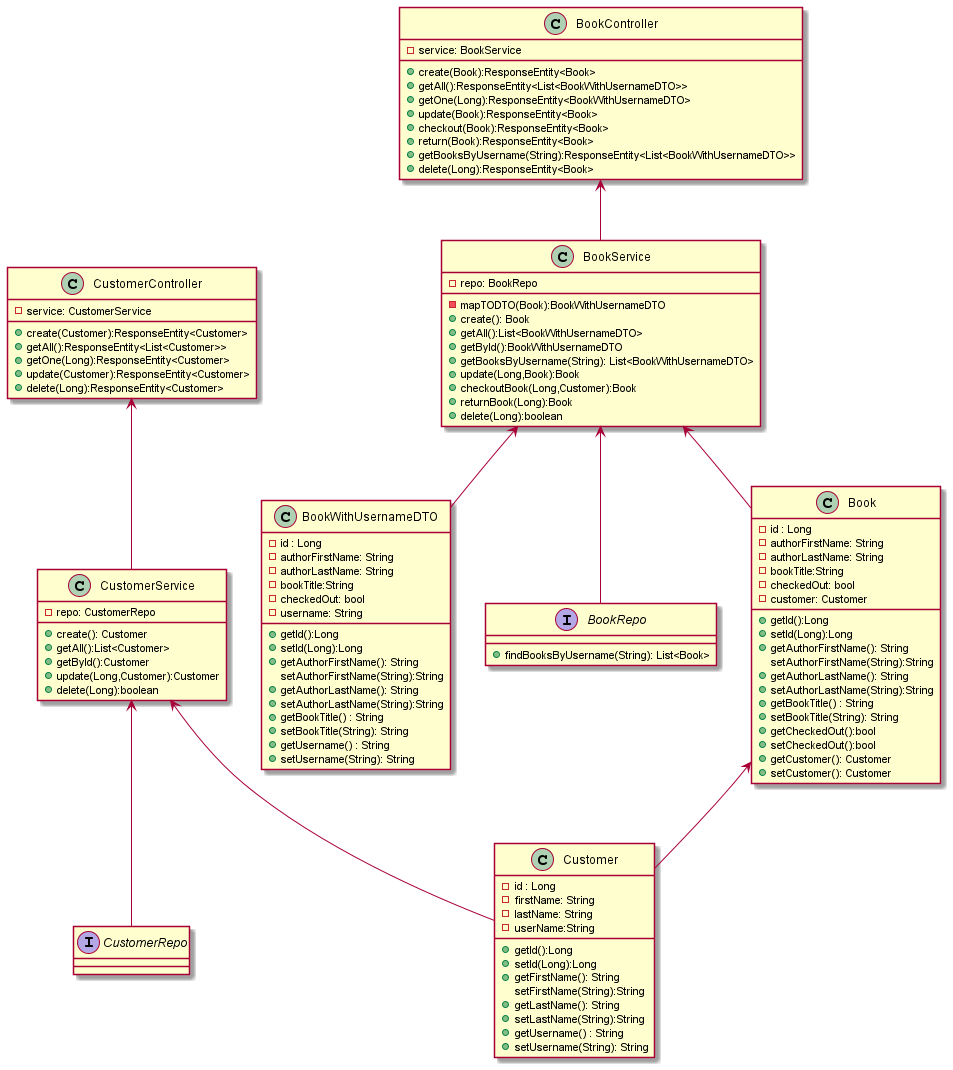 C BookController
service: BookService
create(Book):ResponseEntity<Book>
getAll():ResponseEntity<List<BookWithUsernameDTO>>
getOne(Long):ResponseEntity<BookWithUsernameDTO>
update(Book):ResponseEntity<Book>
checkout(Book):ResponseEntity<Book>
return(Book):ResponseEntity<Book>
getBooksByUsername(String):ResponseEntity<List<BookWithUsernameDTO>>
delete(Long):ResponseEntity<Book>
C CustomerController
service: CustomerService
create(Customer):ResponseEntity<Customer>
getAll():ResponseEntity<List<Customer>>
getOne(Long):ResponseEntity<Customer>
update(Customer):ResponseEntity<Customer>
delete(Long):ResponseEntity<Customer>
C BookService
repo: BookRepo
mapTODTO(Book):BookWithUsernameDTO
create(): Book
getAll():List<BookWithUsernameDTO>
getById():BookWithUsernameDTO
getBooksByUsername(String): List<BookWithUsernameDTO>
update(Long,Book):Book
checkoutBook(Long,Customer):Book
returnBook(Long):Book
delete(Long):boolean
C CustomerService
repo: CustomerRepo
create(): Customer
getAll():List<Customer>
getById():Customer
update(Long,Customer):Customer
delete(Long):boolean
C BookWithUsernameDTO
id : Long
authorFirstName: String
authorLastName: String
bookTitle:String
checkedOut: bool
username: String
getId():Long
setId(Long):Long
getAuthorFirstName(): String
setAuthorFirstName(String):String
getAuthorLastName(): String
setAuthorLastName(String):String
getBookTitle() : String
setBookTitle(String): String
getUsername() : String
setUsername(String): String
I BookRepo
findBooksByUsername(String): List<Book>
C Book
id : Long
authorFirstName: String
authorLastName: String
bookTitle:String
checkedOut: bool
customer: Customer
getId():Long
setId(Long):Long
getAuthorFirstName(): String
setAuthorFirstName(String):String
getAuthorLastName(): String
setAuthorLastName(String):String
getBookTitle() : String
setBookTitle(String): String
getCheckedOut():bool
setCheckedOut():bool
getCustomer(): Customer
setCustomer(): Customer
I CustomerRepo
C Customer
id : Long
firstName: String
lastName: String
userName:String
getId():Long
setId(Long):Long
getFirstName(): String
setFirstName(String):String
getLastName(): String
setLastName(String):String
getUsername() : String
setUsername(String): String